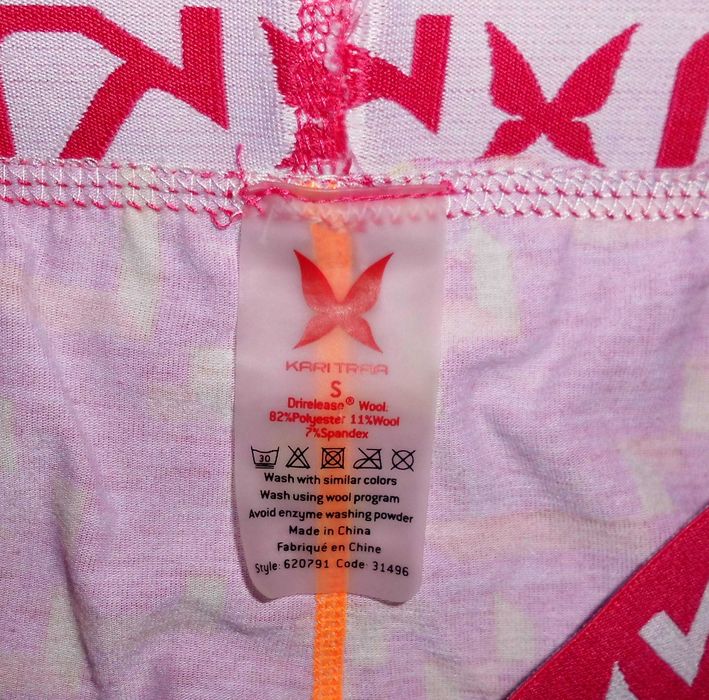 KARI TRAA
S
Drirelease® Wool:
82%Polyester 11%Wool
7%Spandex
30
Wash with similar colors
Wash using wool program
Avoid enzyme washing powder
Made in China
Fabriqué en Chine
Style: 620791 Code: 31496